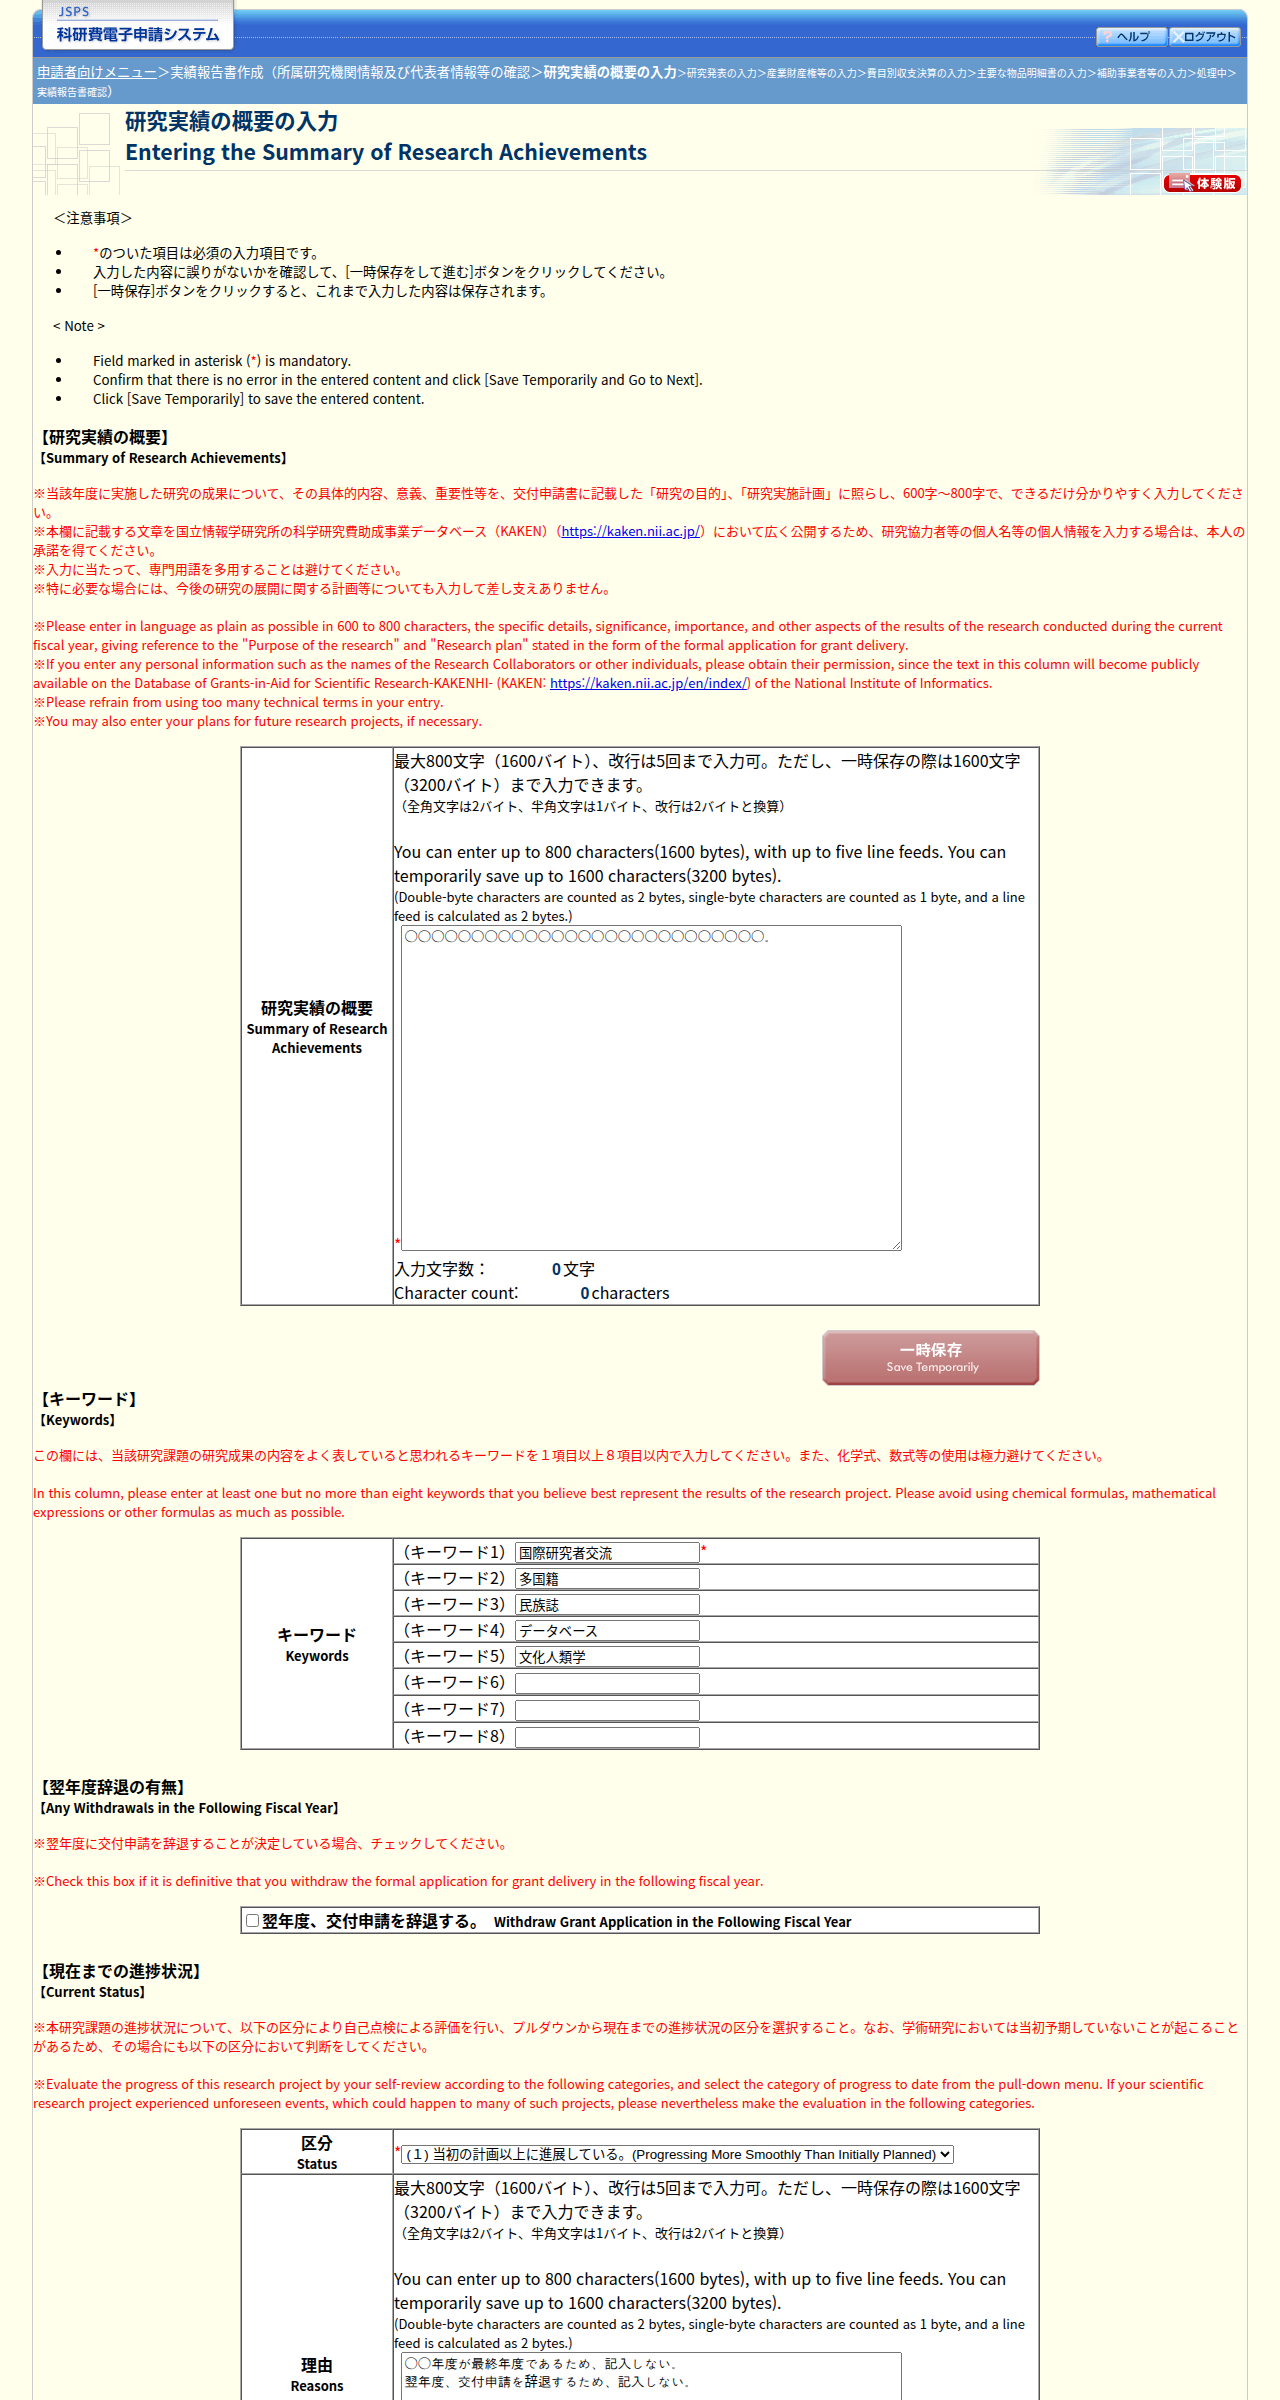 JSPS
科研費電子申請システム
ヘルプ
ログアウト
申請者向けメニュー＞実績報告書作成（所属研究機関情報及び代表者情報等の確認＞研究実績の概要の入力＞研究発表の入力＞産業財産権等の入力＞費目別収支決算の入力＞主要な物品明細書の入力＞補助事業者等の入力＞処理中＞
実績報告書確認）
研究実績の概要の入力
Entering the Summary of Research Achievements
体験版
＜注意事項＞
• *のついた項目は必須の入力項目です。
• 入力した内容に誤りがないかを確認して、[一時保存をして進む]ボタンをクリックしてください。
• [一時保存]ボタンをクリックすると、これまで入力した内容は保存されます。
< Note >
• Field marked in asterisk (*) is mandatory.
• Confirm that there is no error in the entered content and click [Save Temporarily and Go to Next].
• Click [Save Temporarily] to save the entered content.
【研究実績の概要】
【Summary of Research Achievements】
※当該年度に実施した研究の成果について、その具体的内容、意義、重要性等を、交付申請書に記載した「研究の目的」、「研究実施計画」に照らし、600字～800字で、できるだけ分かりやすく入力してくださ
い。
※本欄に記載する文章を国立情報学研究所の科学研究費助成事業データベース（KAKEN）（https://kaken.nii.ac.jp/）において広く公開するため、研究協力者等の個人名等の個人情報を入力する場合は、本人の
承諾を得てください。
※入力に当たって、専門用語を多用することは避けてください。
※特に必要な場合には、今後の研究の展開に関する計画等についても入力して差し支えありません。
※Please enter in language as plain as possible in 600 to 800 characters, the specific details, significance, importance, and other aspects of the results of the research conducted during the current
fiscal year, giving reference to the "Purpose of the research" and "Research plan" stated in the form of the formal application for grant delivery.
※If you enter any personal information such as the names of the Research Collaborators or other individuals, please obtain their permission, since the text in this column will become publicly
available on the Database of Grants-in-Aid for Scientific Research-KAKENHI- (KAKEN: https://kaken.nii.ac.jp/en/index/) of the National Institute of Informatics.
※Please refrain from using too many technical terms in your entry.
※You may also enter your plans for future research projects, if necessary.
研究実績の概要
Summary of Research
Achievements
最大800文字（1600バイト）、改行は5回まで入力可。ただし、一時保存の際は1600文字
（3200バイト）まで入力できます。
（全角文字は2バイト、半角文字は1バイト、改行は2バイトと換算）
You can enter up to 800 characters(1600 bytes), with up to five line feeds. You can
temporarily save up to 1600 characters(3200 bytes).
(Double-byte characters are counted as 2 bytes, single-byte characters are counted as 1 byte, and a line
feed is calculated as 2 bytes.)
○○○○○○○○○○○○○○○○○○○○○○○○○○○。
*
入力文字数： 0文字
Character count: 0characters
一時保存
Save Temporarily
【キーワード】
【Keywords】
この欄には、当該研究課題の研究成果の内容をよく表していると思われるキーワードを１項目以上８項目以内で入力してください。また、化学式、数式等の使用は極力避けてください。
In this column, please enter at least one but no more than eight keywords that you believe best represent the results of the research project. Please avoid using chemical formulas, mathematical
expressions or other formulas as much as possible.
キーワード
Keywords
（キーワード1）国際研究者交流*
（キーワード2）多国籍
（キーワード3）民族誌
（キーワード4）データベース
（キーワード5）文化人類学
（キーワード6）
（キーワード7）
（キーワード8）
【翌年度辞退の有無】
【Any Withdrawals in the Following Fiscal Year】
※翌年度に交付申請を辞退することが決定している場合、チェックしてください。
※Check this box if it is definitive that you withdraw the formal application for grant delivery in the following fiscal year.
翌年度、交付申請を辞退する。 Withdraw Grant Application in the Following Fiscal Year
【現在までの進捗状況】
【Current Status】
※本研究課題の進捗状況について、以下の区分により自己点検による評価を行い、プルダウンから現在までの進捗状況の区分を選択すること。なお、学術研究においては当初予期していないことが起こること
があるため、その場合にも以下の区分において判断をしてください。
※Evaluate the progress of this research project by your self-review according to the following categories, and select the category of progress to date from the pull-down menu. If your scientific
research project experienced unforeseen events, which could happen to many of such projects, please nevertheless make the evaluation in the following categories.
区分
Status
*(１) 当初の計画以上に進展している。(Progressing More Smoothly Than Initially Planned)
理由
Reasons
最大800文字（1600バイト）、改行は5回まで入力可。ただし、一時保存の際は1600文字
（3200バイト）まで入力できます。
（全角文字は2バイト、半角文字は1バイト、改行は2バイトと換算）
You can enter up to 800 characters(1600 bytes), with up to five line feeds. You can
temporarily save up to 1600 characters(3200 bytes).
(Double-byte characters are counted as 2 bytes, single-byte characters are counted as 1 byte, and a line
feed is calculated as 2 bytes.)
○○年度が最終年度であるため、記入しない。
翌年度、交付申請を辞退するため、記入しない。